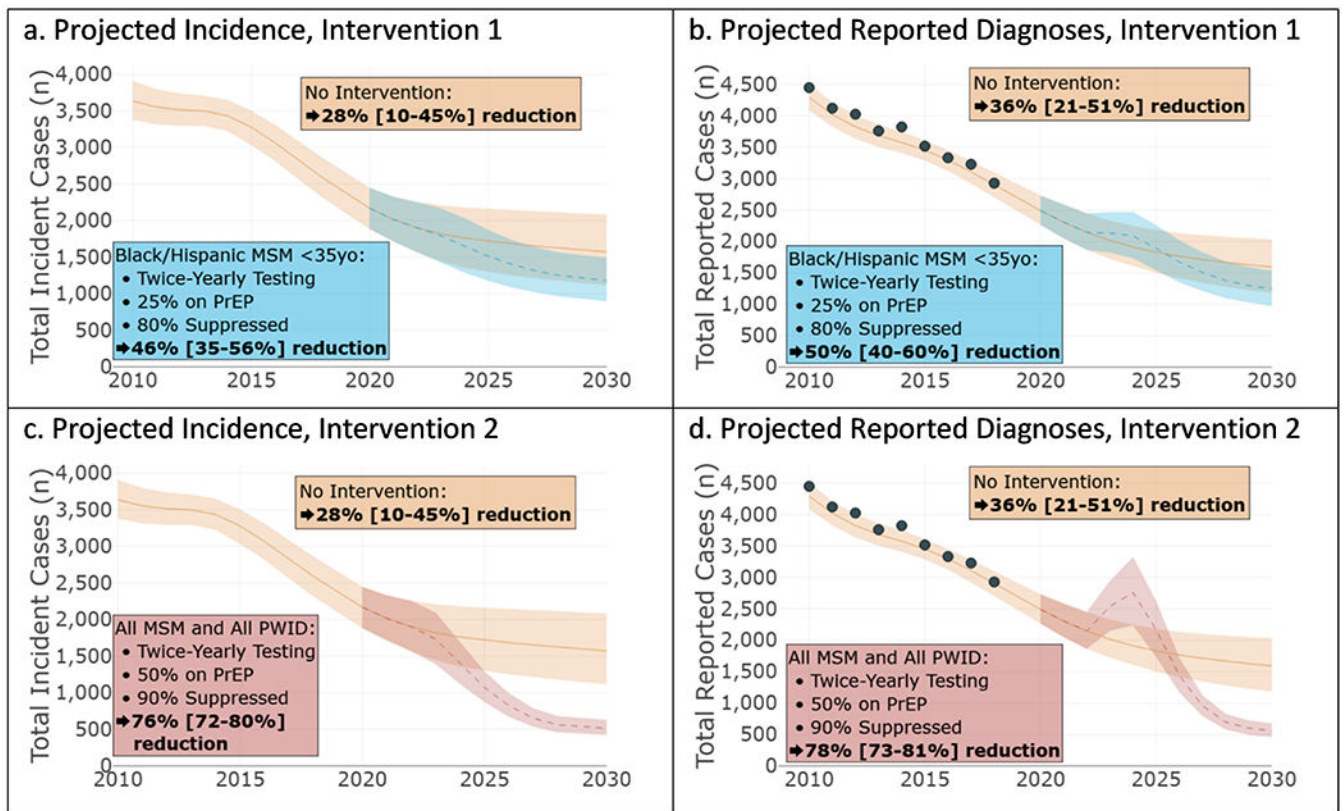 a. Projected Incidence, Intervention 1
Total Incident Cases (n)
4,000
3,500
3,000
2,500
2,000
1,500
1,000
500
0
No Intervention:
➔28% [10-45%] reduction
Black/Hispanic MSM <35yo:
• Twice-Yearly Testing
• 25% on PrEP
• 80% Suppressed
➔46% [35-56%] reduction
2010 2015 2020 2025 2030
b. Projected Reported Diagnoses, Intervention 1
Total Reported Cases (n)
4,500
4,000
3,500
3,000
2,500
2,000
1,500
1,000
500
0
No Intervention:
➔36% [21-51%] reduction
Black/Hispanic MSM <35yo:
• Twice-Yearly Testing
• 25% on PrEP
• 80% Suppressed
➔50% [40-60%] reduction
2010 2015 2020 2025 2030
c. Projected Incidence, Intervention 2
Total Incident Cases (n)
4,000
3,500
3,000
2,500
2,000
1,500
1,000
500
0
No Intervention:
➔28% [10-45%] reduction
All MSM and All PWID:
• Twice-Yearly Testing
• 50% on PrEP
• 90% Suppressed
➔76% [72-80%]
reduction
2010 2015 2020 2025 2030
d. Projected Reported Diagnoses, Intervention 2
Total Reported Cases (n)
4,500
4,000
3,500
3,000
2,500
2,000
1,500
1,000
500
0
No Intervention:
➔36% [21-51%] reduction
All MSM and All PWID:
• Twice-Yearly Testing
• 50% on PrEP
• 90% Suppressed
➔78% [73-81%] reduction
2010 2015 2020 2025 2030